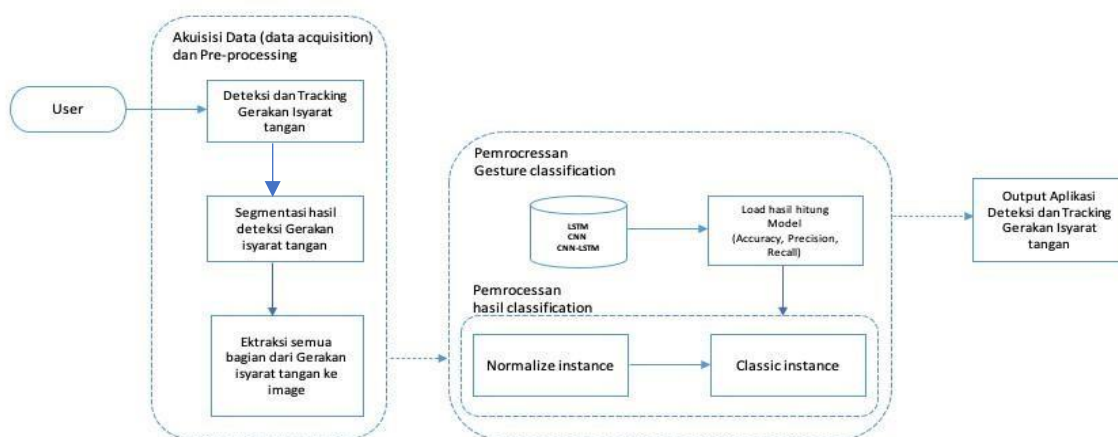 Akuisisi Data (data acquisition)
dan Pre-processing
User
Deteksi dan Tracking
Gerakan Isyarat
tangan
Segmentasi hasil
deteksi Gerakan
isyarat tangan
Ektraksi semua
bagian dari Gerakan
isyarat tangan ke
image
Pemrocressan
Gesture classification
LSTM
CNN
CNN-LSTM
Load hasil hitung
Model
(Accuracy, Precision,
Recall)
Pemrocessan
hasil classification
Normalize instance
Classic instance
Output Aplikasi
Deteksi dan Tracking
Gerakan Isyarat
tangan